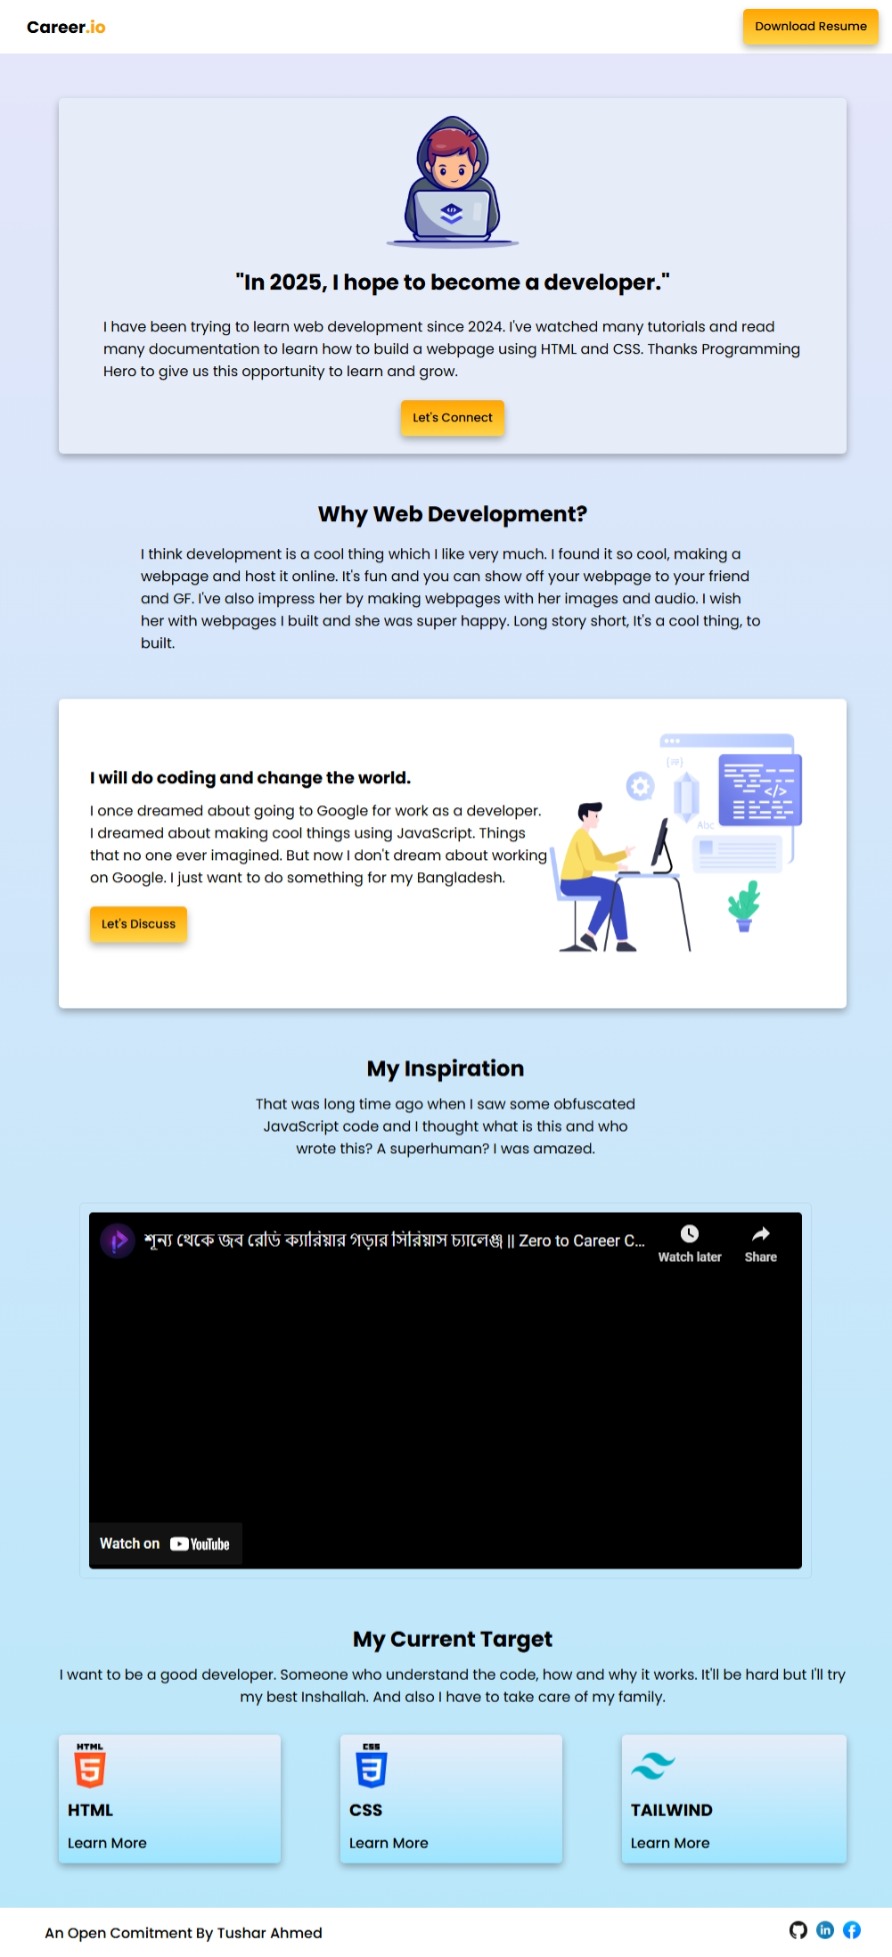 Career.io
Download Resume
"In 2025, I hope to become a developer."
I have been trying to learn web development since 2024. I've watched many tutorials and read
many documentation to learn how to build a webpage using HTML and CSS. Thanks Programming
Hero to give us this opportunity to learn and grow.
Let's Connect
Why Web Development?
I think development is a cool thing which I like very much. I found it so cool, making a
webpage and host it online. It's fun and you can show off your webpage to your friend
and GF. I've also impress her by making webpages with her images and audio. I wish
her with webpages I built and she was super happy. Long story short, It's a cool thing, to
built.
I will do coding and change the world.
I once dreamed about going to Google for work as a developer.
I dreamed about making cool things using JavaScript. Things
that no one ever imagined. But now I don't dream about working
on Google. I just want to do something for my Bangladesh.
Let's Discuss
</>
Abc
My Inspiration
That was long time ago when I saw some obfuscated
JavaScript code and I thought what is this and who
wrote this? A superhuman? I was amazed.
শূন্য থেকে জব রেডি ক্যারিয়ার গড়ার সিরিয়াস চ্যালেঞ্জ || Zero to Career C...
Watch later
Share
Watch on YouTube
My Current Target
I want to be a good developer. Someone who understand the code, how and why it works. It'll be hard but I'll try
my best Inshallah. And also I have to take care of my family.
HTML
5
HTML
Learn More
CSS
3
CSS
Learn More
TAILWIND
Learn More
An Open Comitment By Tushar Ahmed
in
f